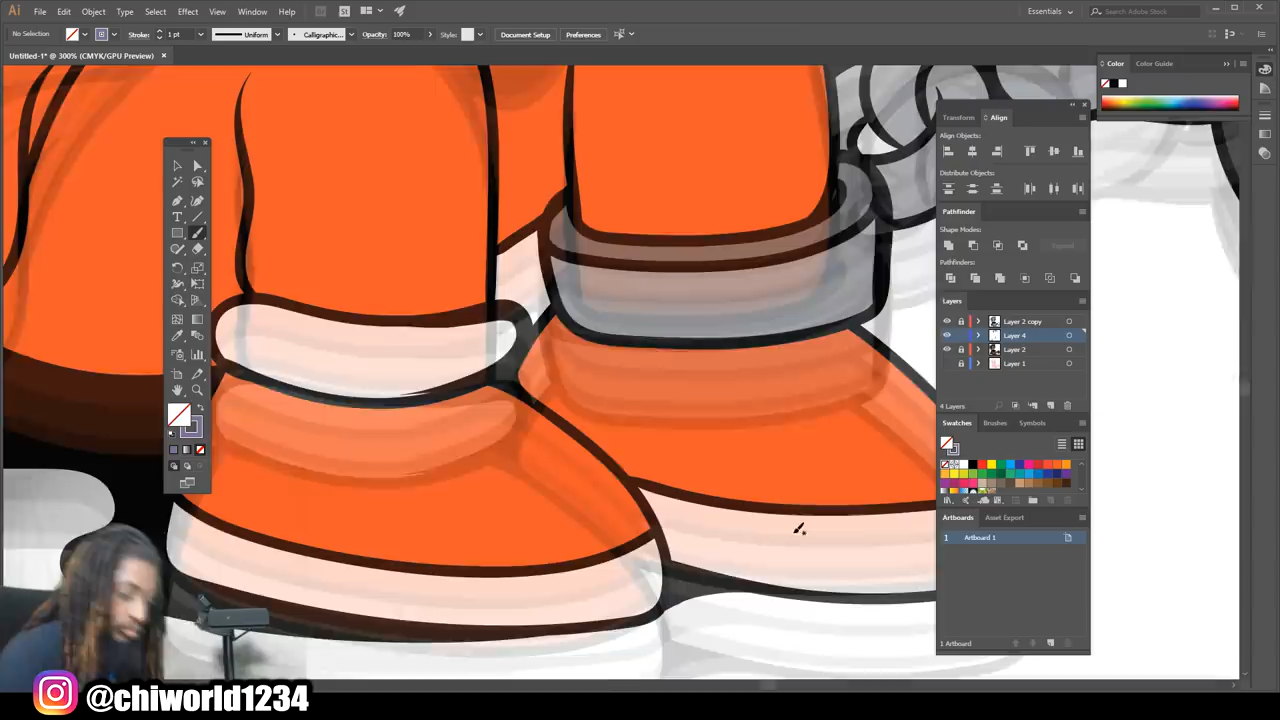 Ai File Edit Object Type Select Effect View Window Help Br St Essentials Search Adobe Stock
No Selection Stroke: 1 pt Uniform Calligraphic... Opacity: 100% Style: Document Setup Preferences
Untitled-1* @ 300% (CMYK/GPU Preview) ×
Color Color Guide
Transform Align
Align Objects:
Distribute Objects:
Pathfinder
Shape Modes:
Expand
Pathfinders:
Layers
Layer 2 copy
Layer 4
Layer 2
Layer 1
4 Layers
Swatches Brushes Symbols
Artboards Asset Export
1 Artboard 1
1 Artboard
@chiworld1234